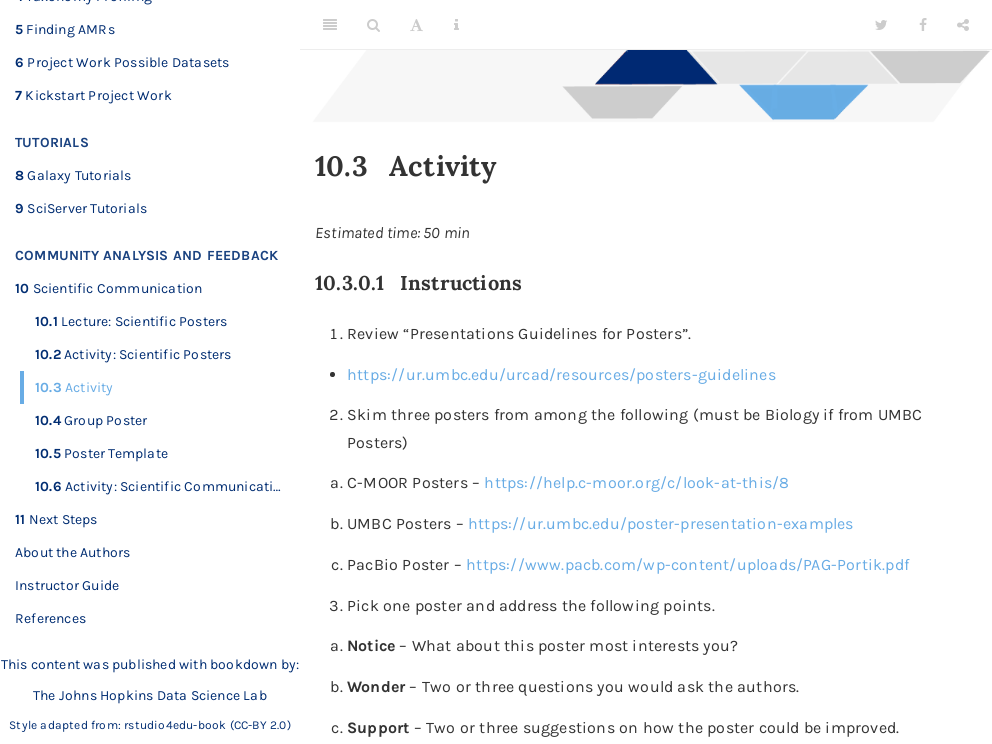 5 Finding AMRs
6 Project Work Possible Datasets
7 Kickstart Project Work
TUTORIALS
8 Galaxy Tutorials
9 SciServer Tutorials
COMMUNITY ANALYSIS AND FEEDBACK
10 Scientific Communication
10.1 Lecture: Scientific Posters
10.2 Activity: Scientific Posters
10.3 Activity
10.4 Group Poster
10.5 Poster Template
10.6 Activity: Scientific Communicati…
11 Next Steps
About the Authors
Instructor Guide
References
This content was published with bookdown by:
The Johns Hopkins Data Science Lab
Style adapted from: rstudio4edu-book (CC-BY 2.0)
10.3 Activity
Estimated time: 50 min
10.3.0.1 Instructions
1. Review “Presentations Guidelines for Posters”.
• https://ur.umbc.edu/urcad/resources/posters-guidelines
2. Skim three posters from among the following (must be Biology if from UMBC
Posters)
a. C-MOOR Posters – https://help.c-moor.org/c/look-at-this/8
b. UMBC Posters – https://ur.umbc.edu/poster-presentation-examples
c. PacBio Poster – https://www.pacb.com/wp-content/uploads/PAG-Portik.pdf
3. Pick one poster and address the following points.
a. Notice – What about this poster most interests you?
b. Wonder – Two or three questions you would ask the authors.
c. Support – Two or three suggestions on how the poster could be improved.